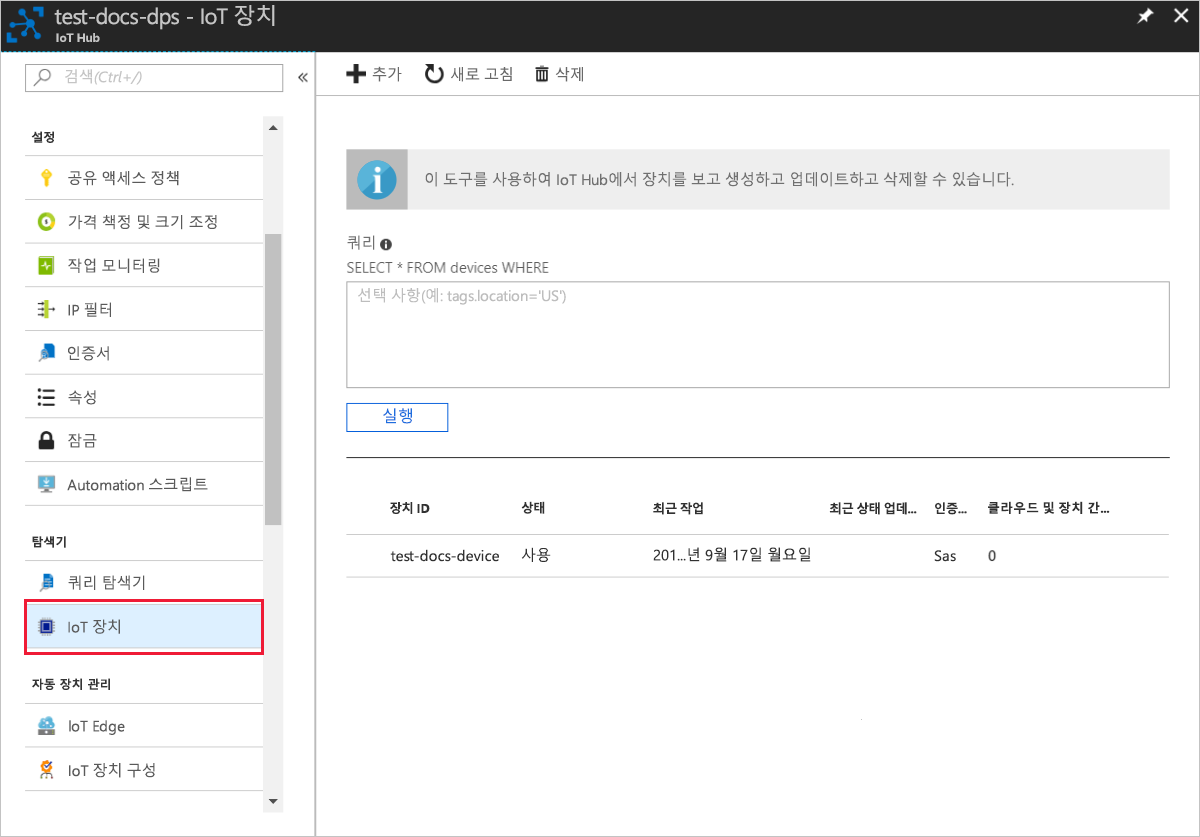 test-docs-dps - IoT 장치
IoT Hub
검색(Ctrl+/)
«
설정
공유 액세스 정책
가격 책정 및 크기 조정
작업 모니터링
IP 필터
인증서
속성
잠금
Automation 스크립트
탐색기
쿼리 탐색기
IoT 장치
자동 장치 관리
IoT Edge
IoT 장치 구성
추가 새로 고침 삭제
이 도구를 사용하여 IoT Hub에서 장치를 보고 생성하고 업데이트하고 삭제할 수 있습니다.
쿼리
SELECT * FROM devices WHERE
선택 사항(예: tags.location='US')
실행
장치 ID 상태 최근 작업 최근 상태 업데... 인증... 클라우드 및 장치 간...
test-docs-device 사용 201...년 9월 17일 월요일 Sas 0